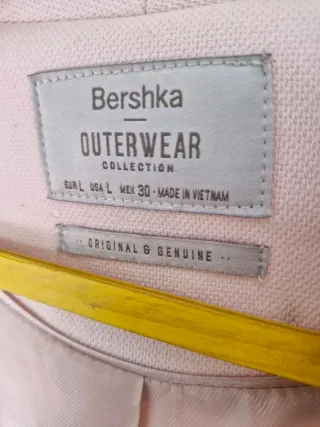 Bershka
OUTERWEAR
COLLECTION
EUR L USA L MEX 30 · MADE IN VIETNAM
·· ORIGINAL & GENUINE ··